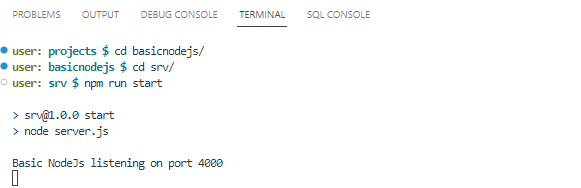 PROBLEMS OUTPUT DEBUG CONSOLE TERMINAL SQL CONSOLE
user: projects $ cd basicnodejs/
user: basicnodejs $ cd srv/
user: srv $ npm run start
> srv@1.0.0 start
> node server.js
Basic NodeJs listening on port 4000